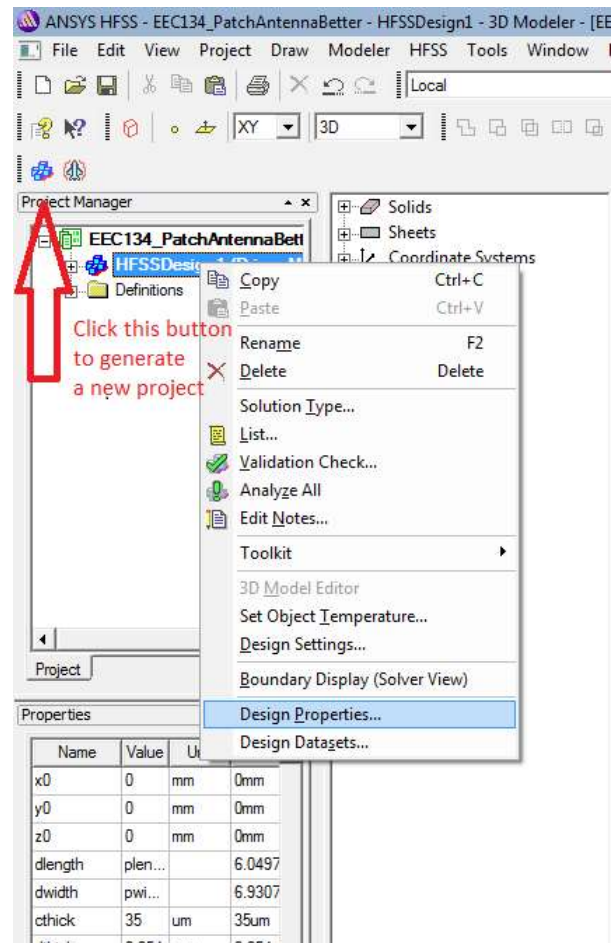 ANSYS HFSS - EEC134_PatchAntennaBetter - HFSSDesign1 - 3D Modeler - [EE
File Edit View Project Draw Modeler HFSS Tools Window
Local
XY 3D
Project Manager
EEC134_PatchAntennaBett
HFSSDesign1
Definitions
Click this button
to generate
a new project
Solids
Sheets
Coordinate Systems
Copy Ctrl+C
Paste Ctrl+V
Rename F2
Delete Delete
Solution Type...
List...
Validation Check...
Analyze All
Edit Notes...
Toolkit
3D Model Editor
Set Object Temperature...
Design Settings...
Boundary Display (Solver View)
Design Properties...
Design Datasets...
Project
Properties
Name Value
x0 0 mm 0mm
y0 0 mm 0mm
z0 0 mm 0mm
dlength plen... 6.0497
dwidth pwi... 6.9307
cthick 35 um 35um